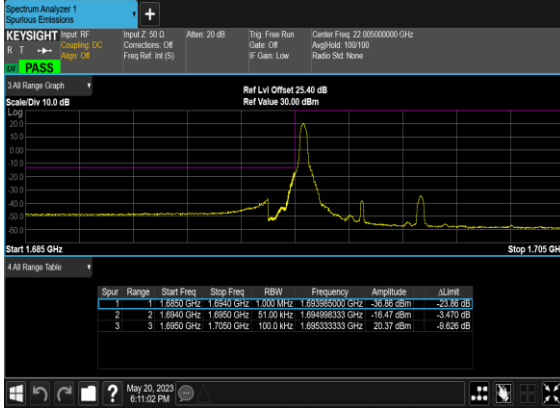 Spectrum Analyzer 1
Spurious Emissions
KEYSIGHT Input: RF Input Z: 50 Ω Atten: 20 dB Trig: Free Run Center Freq: 22.005000000 GHz
R T Coupling: DC Corrections: Off Gate: Off Avg|Hold: 100/100
Align: Off Freq Ref: Int (S) IF Gain: Low Radio Std: None
PASS
3 All Range Graph
Ref Lvl Offset 25.40 dB
Scale/Div 10.0 dB Ref Value 30.00 dBm
Log
20.0
10.0
0.00
-10.0
-20.0
-30.0
-40.0
-50.0
-60.0
Start 1.685 GHz Stop 1.705 GH
4 All Range Table
Spur Range Start Freq Stop Freq RBW Frequency Amplitude ΔLimit
1 1 1.6850 GHz 1.6940 GHz 1.000 MHz 1.693985000 GHz -36.86 dBm -23.86 dB
2 2 1.6940 GHz 1.6950 GHz 51.00 kHz 1.694998333 GHz -16.47 dBm -3.470 dB
3 3 1.6950 GHz 1.7050 GHz 100.0 kHz 1.695333333 GHz 20.37 dBm -9.626 dB
? May 20, 2023
6:11:02 PM